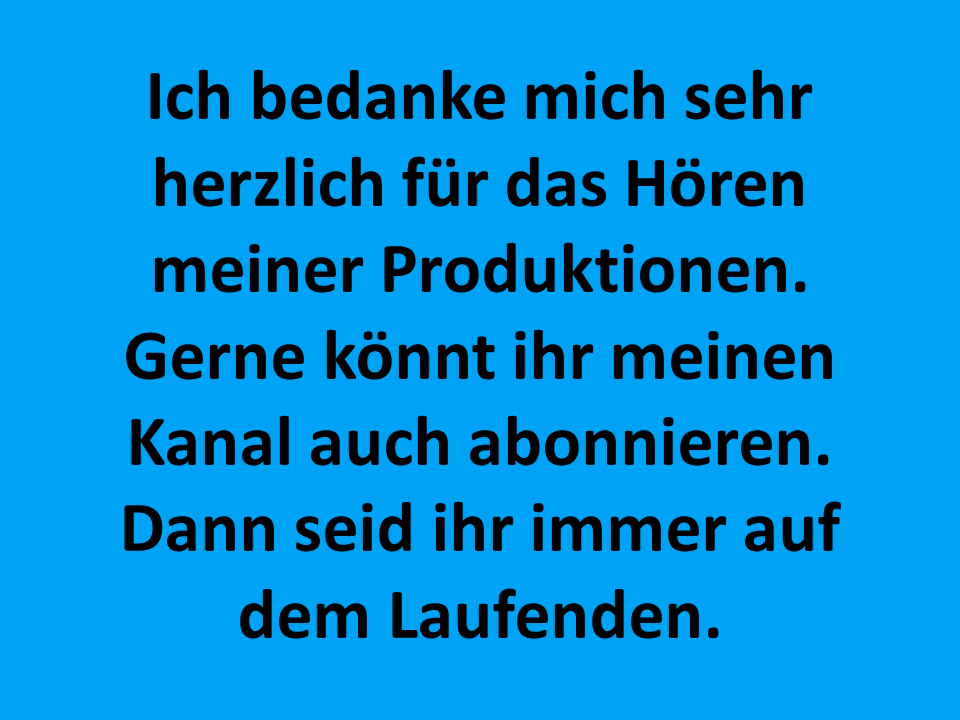 Ich bedanke mich sehr
herzlich für das Hören
meiner Produktionen.
Gerne könnt ihr meinen
Kanal auch abonnieren.
Dann seid ihr immer auf
dem Laufenden.